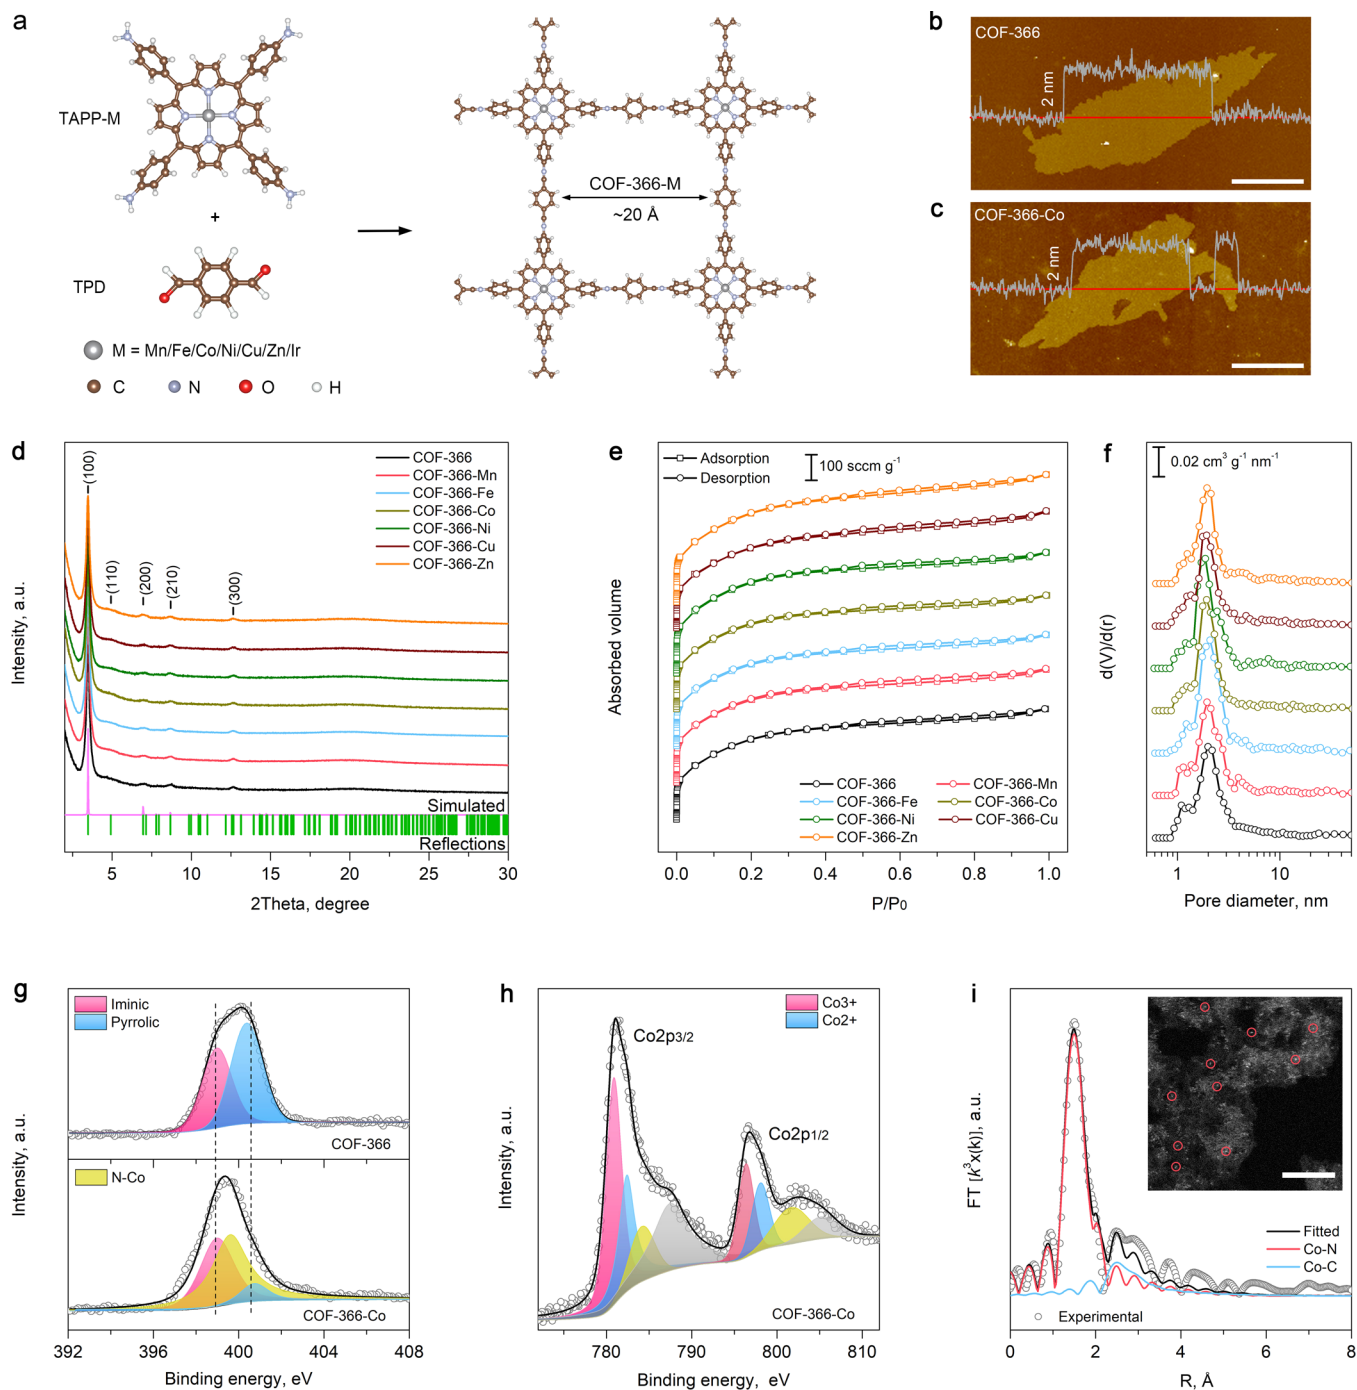 a
TAPP-M
+
TPD
M = Mn/Fe/Co/Ni/Cu/Zn/Ir
C N O H
COF-366-M
~20 Å
b
COF-366
2 nm
c
COF-366-Co
2 nm
d
(100)
(110)
(200)
(210)
(300)
COF-366
COF-366-Mn
COF-366-Fe
COF-366-Co
COF-366-Ni
COF-366-Cu
COF-366-Zn
Simulated
Reflections
Intensity, a.u.
5 10 15 20 25 30
2Theta, degree
e
Adsorption
Desorption
100 sccm g-1
Absorbed volume
COF-366 COF-366-Mn
COF-366-Fe COF-366-Co
COF-366-Ni COF-366-Cu
COF-366-Zn
0.0 0.2 0.4 0.6 0.8 1.0
P/P0
f
0.02 cm3 g-1 nm-1
d(V)/d(r)
1 10
Pore diameter, nm
g
Iminic
Pyrrolic
COF-366
N-Co
COF-366-Co
Intensity, a.u.
392 396 400 404 408
Binding energy, eV
h
Co3+
Co2+
Co2p3/2
Co2p1/2
COF-366-Co
Intensity, a.u.
780 790 800 810
Binding energy, eV
i
FT [k3x(k)], a.u.
Fitted
Co-N
Co-C
Experimental
0 2 4 6 8
R, Å